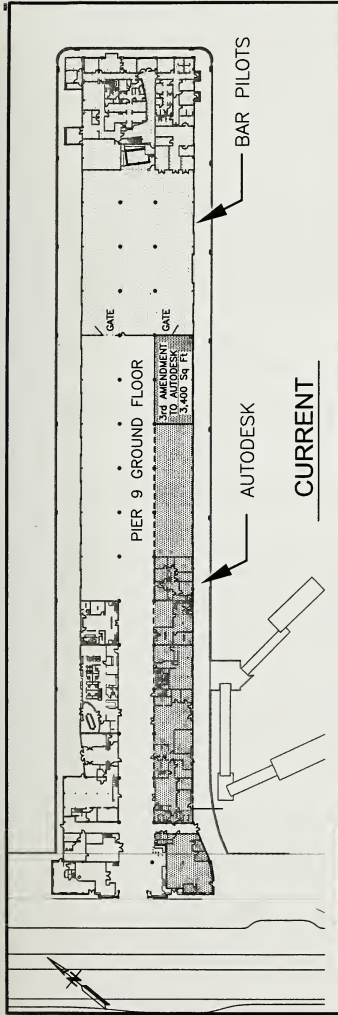 BAR PILOTS
GATE
GATE
3rd AMENDMENT
TO AUTODESK
3,400 Sq Ft
PIER 9 GROUND FLOOR
AUTODESK
CURRENT
N